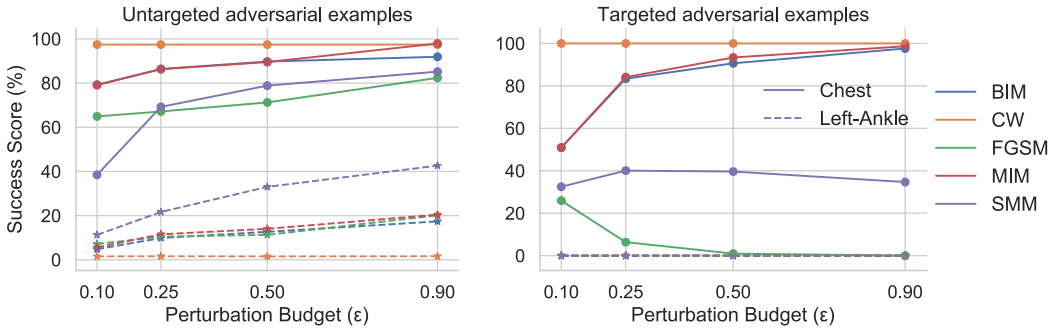 Untargeted adversarial examples
Success Score (%)
100
80
60
40
20
0
0.10 0.25 0.50 0.90
Perturbation Budget (ε)
Targeted adversarial examples
100
80
60
40
20
0
0.10 0.25 0.50 0.90
Perturbation Budget (ε)
Chest
Left-Ankle
BIM
CW
FGSM
MIM
SMM